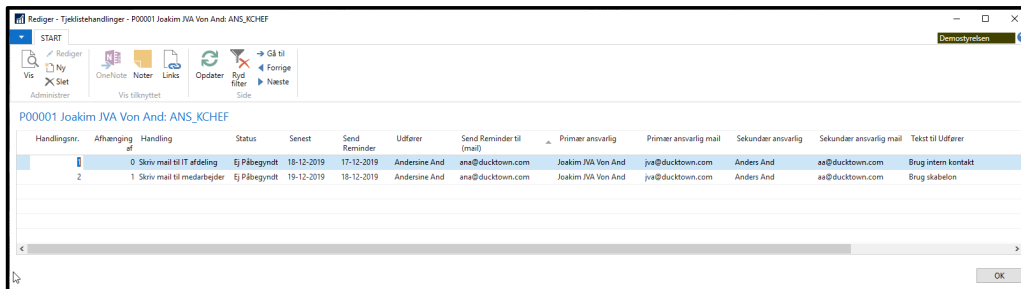 Rediger - Tjeklistehandlinger - P00001 Joakim JVA Von And: ANS_KCHEF
START
Demostyrelsen
Vis
Rediger
Ny
Slet
Administrer
OneNote
Noter
Links
Vis tilknyttet
Opdater
Ryd filter
Gå til
Forrige
Næste
Side
P00001 Joakim JVA Von And: ANS_KCHEF
Handlingsnr. Afhænging af Handling Status Senest Send Reminder Udfører Send Reminder til (mail) Primær ansvarlig Primær ansvarlig mail Sekundær ansvarlig Sekundær ansvarlig mail Tekst til Udfører
1 0 Skriv mail til IT afdeling Ej Påbegyndt 18-12-2019 17-12-2019 Andersine And ana@ducktown.com Joakim JVA Von And jva@ducktown.com Anders And aa@ducktown.com Brug intern kontakt
2 1 Skriv mail til medarbejder Ej Påbegyndt 19-12-2019 18-12-2019 Andersine And ana@ducktown.com Joakim JVA Von And jva@ducktown.com Anders And aa@ducktown.com Brug skabelon
OK